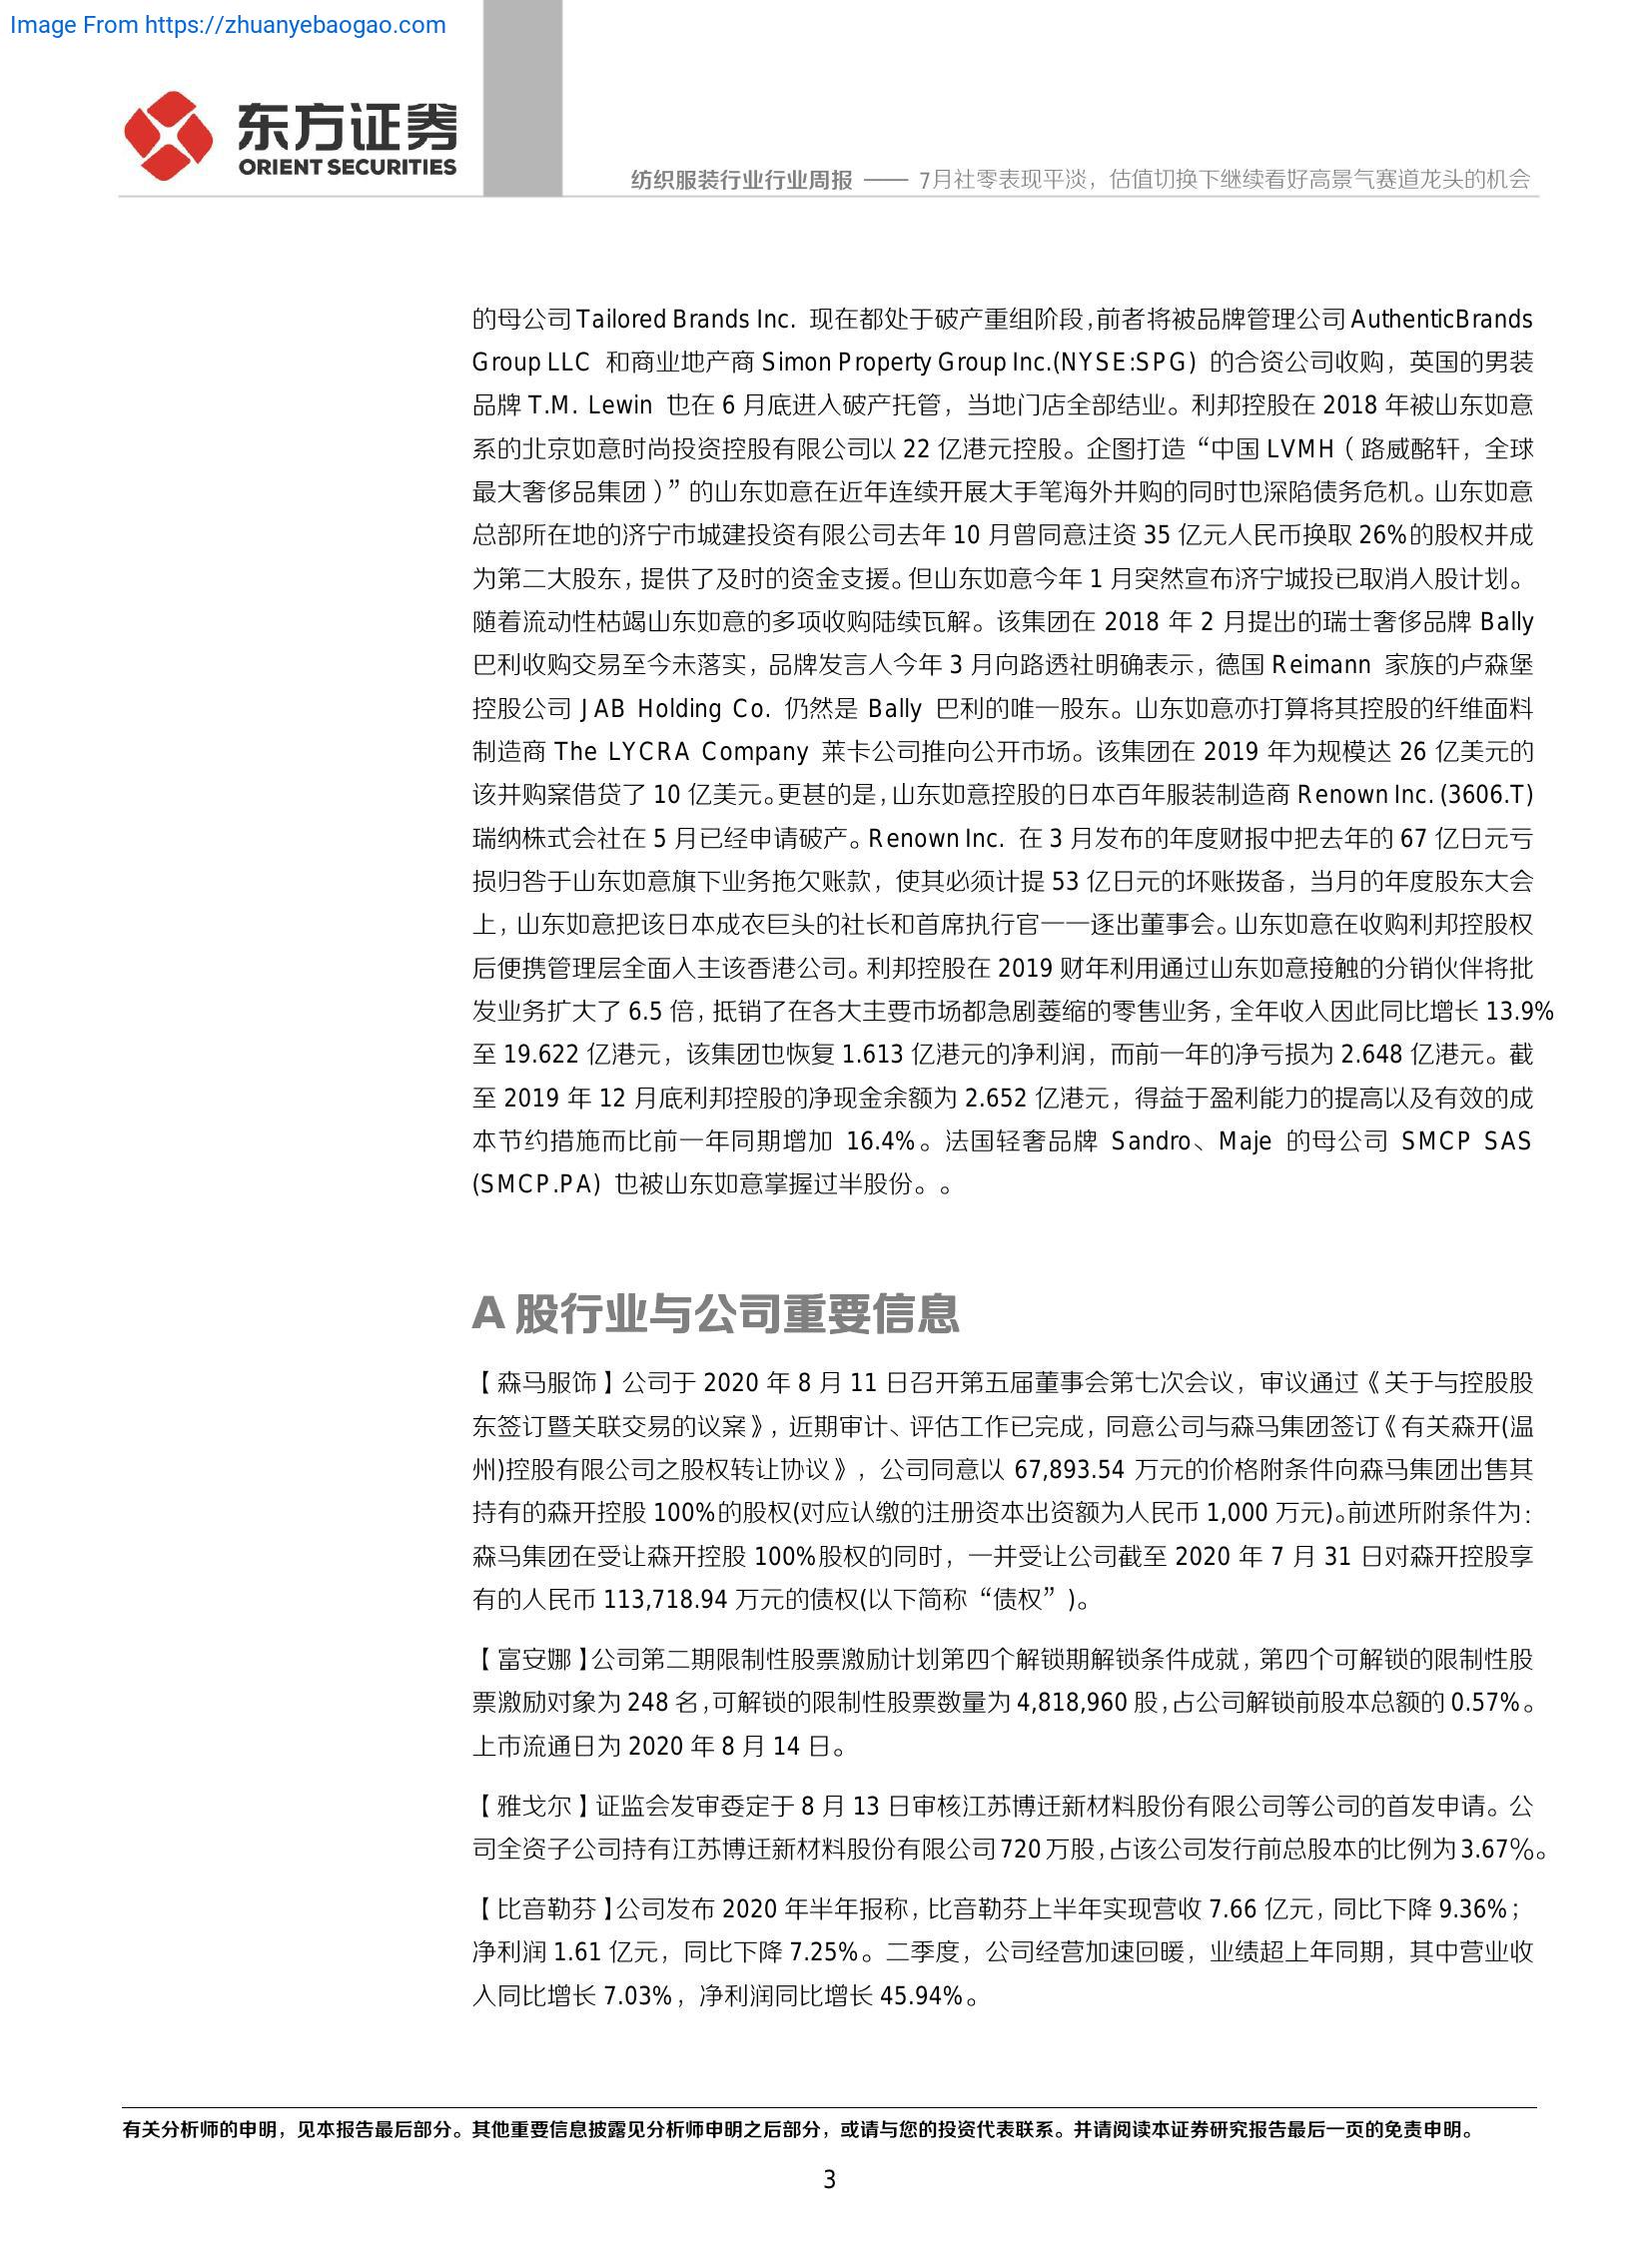 Image From https://zhuanyebaogao.com
东方证券
ORIENT SECURITIES
纺织服装行业行业周报 —— 7月社零表现平淡，估值切换下继续看好高景气赛道龙头的机会
的母公司 Tailored Brands Inc. 现在都处于破产重组阶段,前者将被品牌管理公司 AuthenticBrands
Group LLC 和商业地产商 Simon Property Group Inc.(NYSE:SPG) 的合资公司收购，英国的男装
品牌 T.M. Lewin 也在 6 月底进入破产托管，当地门店全部结业。利邦控股在 2018 年被山东如意
系的北京如意时尚投资控股有限公司以 22 亿港元控股。企图打造“中国 LVMH（路威酩轩，全球
最大奢侈品集团）”的山东如意在近年连续开展大手笔海外并购的同时也深陷债务危机。山东如意
总部所在地的济宁市城建投资有限公司去年 10 月曾同意注资 35 亿元人民币换取 26%的股权并成
为第二大股东，提供了及时的资金支援。但山东如意今年 1 月突然宣布济宁城投已取消入股计划。
随着流动性枯竭山东如意的多项收购陆续瓦解。该集团在 2018 年 2 月提出的瑞士奢侈品牌 Bally
巴利收购交易至今未落实，品牌发言人今年 3 月向路透社明确表示，德国 Reimann 家族的卢森堡
控股公司 JAB Holding Co. 仍然是 Bally 巴利的唯一股东。山东如意亦打算将其控股的纤维面料
制造商 The LYCRA Company 莱卡公司推向公开市场。该集团在 2019 年为规模达 26 亿美元的
该并购案借贷了 10 亿美元。更甚的是，山东如意控股的日本百年服装制造商 Renown Inc. (3606.T)
瑞纳株式会社在 5 月已经申请破产。Renown Inc. 在 3 月发布的年度财报中把去年的 67 亿日元亏
损归咎于山东如意旗下业务拖欠账款，使其必须计提 53 亿日元的坏账拨备，当月的年度股东大会
上，山东如意把该日本成衣巨头的社长和首席执行官一一逐出董事会。山东如意在收购利邦控股权
后便携管理层全面入主该香港公司。利邦控股在 2019 财年利用通过山东如意接触的分销伙伴将批
发业务扩大了 6.5 倍，抵销了在各大主要市场都急剧萎缩的零售业务，全年收入因此同比增长 13.9%
至 19.622 亿港元，该集团也恢复 1.613 亿港元的净利润，而前一年的净亏损为 2.648 亿港元。截
至 2019 年 12 月底利邦控股的净现金余额为 2.652 亿港元，得益于盈利能力的提高以及有效的成
本节约措施而比前一年同期增加 16.4%。法国轻奢品牌 Sandro、Maje 的母公司 SMCP SAS
(SMCP.PA) 也被山东如意掌握过半股份。。
A 股行业与公司重要信息
【森马服饰】公司于 2020 年 8 月 11 日召开第五届董事会第七次会议，审议通过《关于与控股股
东签订暨关联交易的议案》，近期审计、评估工作已完成，同意公司与森马集团签订《有关森开(温
州)控股有限公司之股权转让协议》，公司同意以 67,893.54 万元的价格附条件向森马集团出售其
持有的森开控股 100%的股权(对应认缴的注册资本出资额为人民币 1,000 万元)。前述所附条件为：
森马集团在受让森开控股 100%股权的同时，一并受让公司截至 2020 年 7 月 31 日对森开控股享
有的人民币 113,718.94 万元的债权(以下简称“债权”)。
【富安娜】公司第二期限制性股票激励计划第四个解锁期解锁条件成就，第四个可解锁的限制性股
票激励对象为 248 名，可解锁的限制性股票数量为 4,818,960 股，占公司解锁前股本总额的 0.57%。
上市流通日为 2020 年 8 月 14 日。
【雅戈尔】证监会发审委定于 8 月 13 日审核江苏博迁新材料股份有限公司等公司的首发申请。公
司全资子公司持有江苏博迁新材料股份有限公司 720 万股，占该公司发行前总股本的比例为 3.67%。
【比音勒芬】公司发布 2020 年半年报称，比音勒芬上半年实现营收 7.66 亿元，同比下降 9.36%；
净利润 1.61 亿元，同比下降 7.25%。二季度，公司经营加速回暖，业绩超上年同期，其中营业收
入同比增长 7.03%，净利润同比增长 45.94%。
有关分析师的申明，见本报告最后部分。其他重要信息披露见分析师申明之后部分，或请与您的投资代表联系。并请阅读本证券研究报告最后一页的免责申明。
3